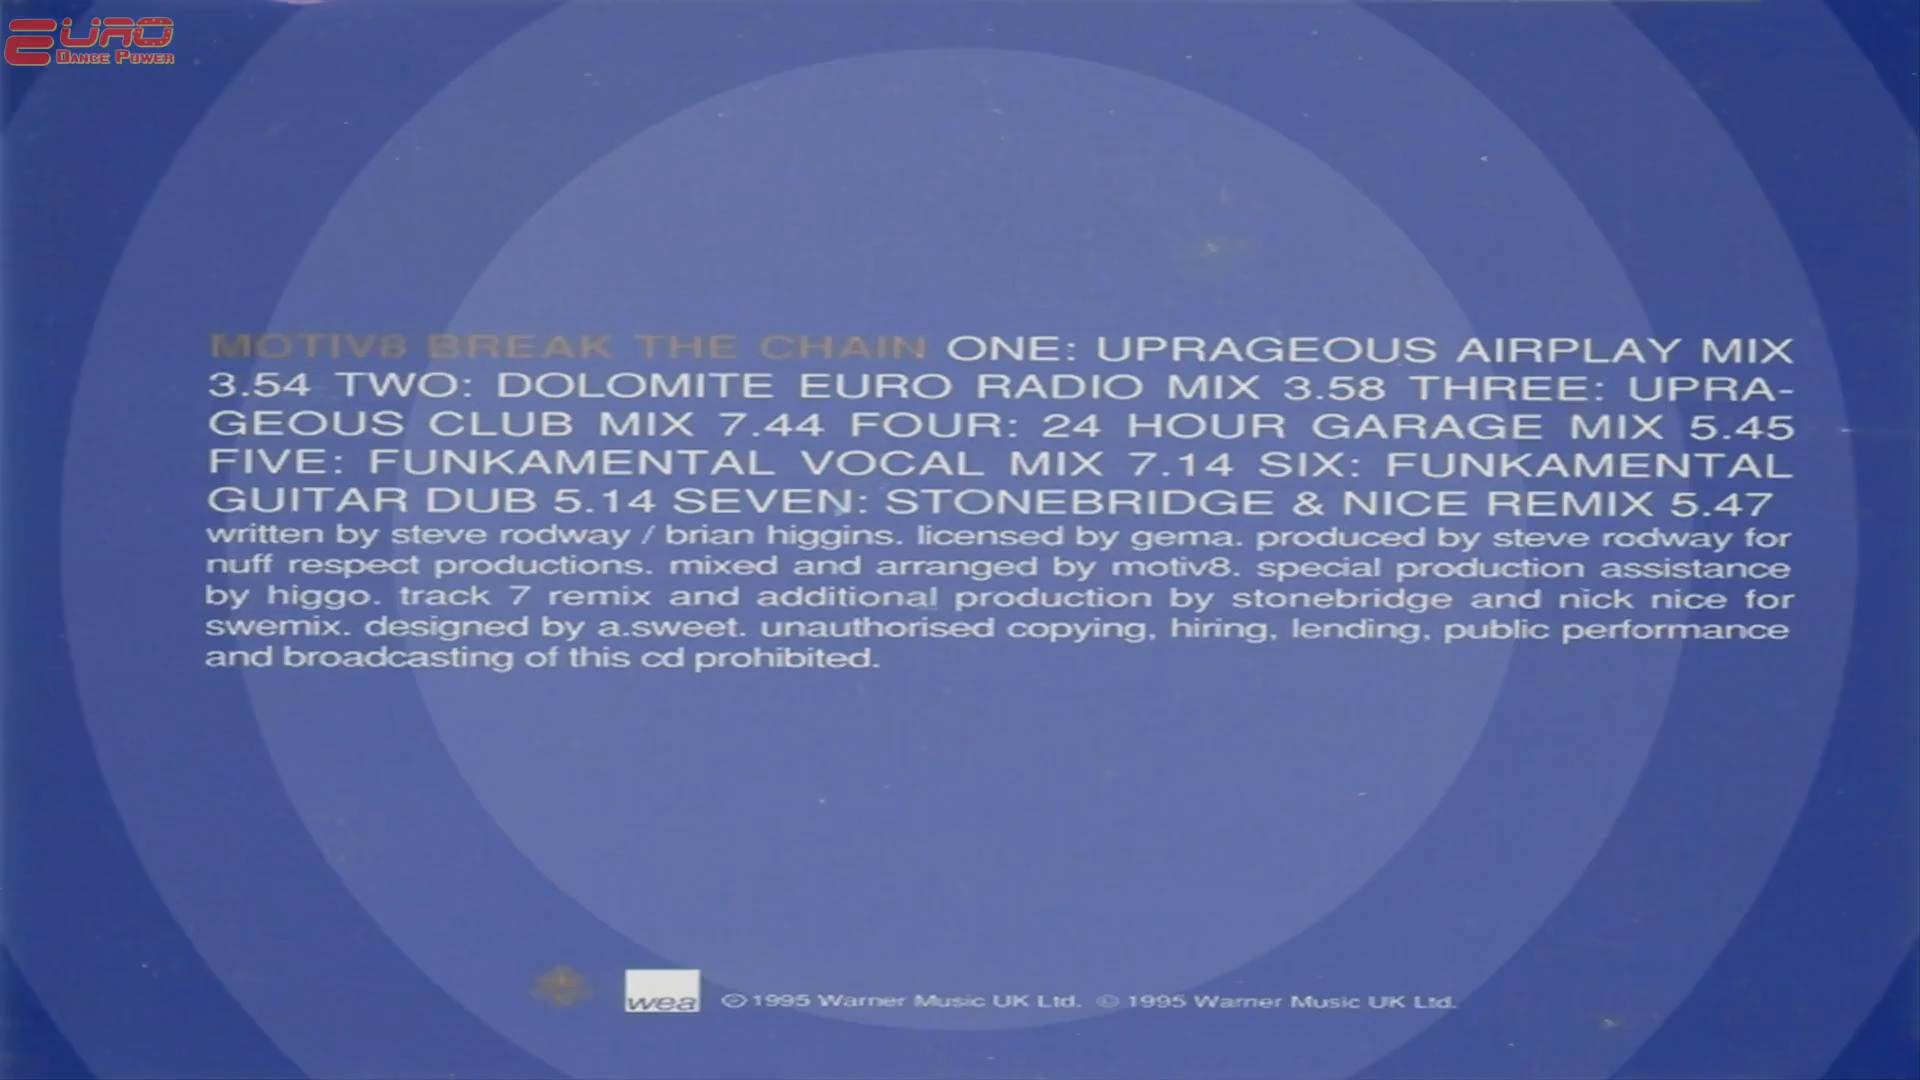 EURO
DANCE POWER
MOTIV8 BREAK THE CHAIN ONE: UPRAGEOUS AIRPLAY MIX
3.54 TWO: DOLOMITE EURO RADIO MIX 3.58 THREE: UPRA-
GEOUS CLUB MIX 7.44 FOUR: 24 HOUR GARAGE MIX 5.45
FIVE: FUNKAMENTAL VOCAL MIX 7.14 SIX: FUNKAMENTAL
GUITAR DUB 5.14 SEVEN: STONEBRIDGE & NICE REMIX 5.47
written by steve rodway / brian higgins. licensed by gema. produced by steve rodway for
nuff respect productions. mixed and arranged by motiv8. special production assistance
by higgo. track 7 remix and additional production by stonebridge and nick nice for
swemix. designed by a.sweet. unauthorised copying, hiring, lending, public performance
and broadcasting of this cd prohibited.
wea ℗ 1995 Warner Music UK Ltd. © 1995 Warner Music UK Ltd.